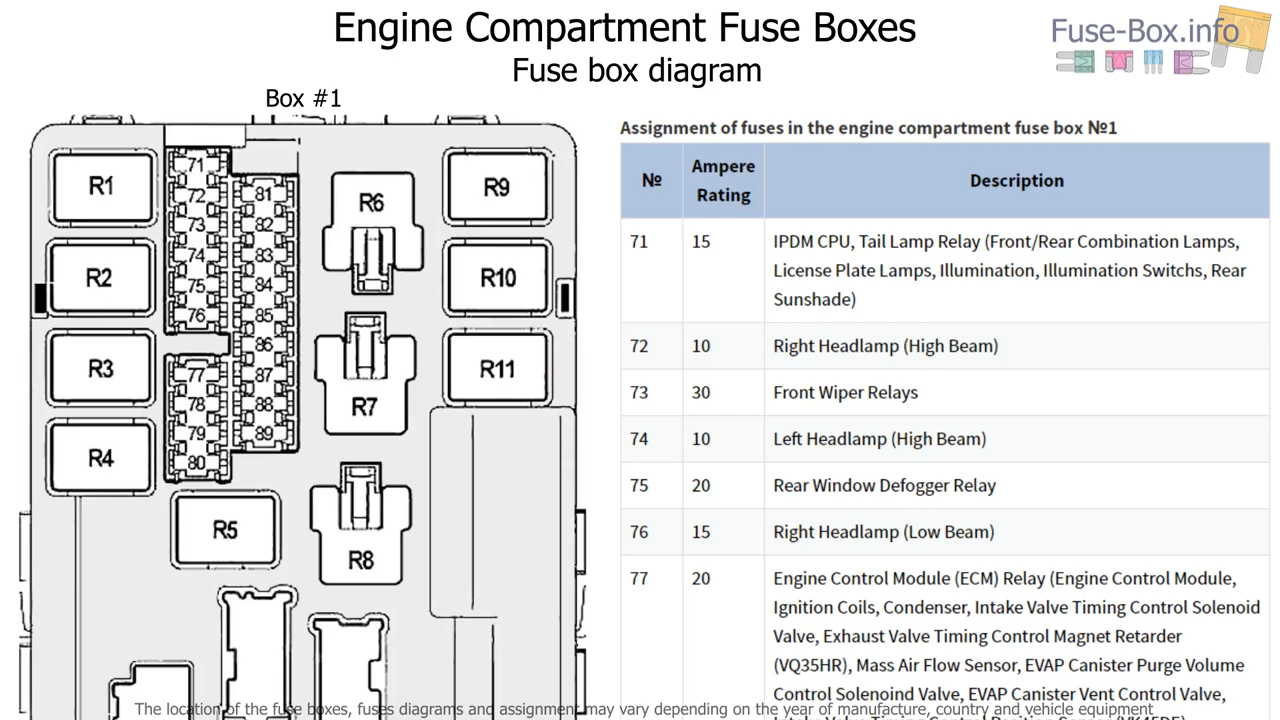 Engine Compartment Fuse Boxes
Fuse box diagram
Fuse-Box.info
Box #1
R1
R2
R3
R4
R5
71
72
73
74
75
76
77
78
79
80
81
82
83
84
85
86
87
88
89
R6
R7
R8
R9
R10
R11
Assignment of fuses in the engine compartment fuse box №1
№ Ampere Rating Description
71 15 IPDM CPU, Tail Lamp Relay (Front/Rear Combination Lamps,
License Plate Lamps, Illumination, Illumination Switchs, Rear
Sunshade)
72 10 Right Headlamp (High Beam)
73 30 Front Wiper Relays
74 10 Left Headlamp (High Beam)
75 20 Rear Window Defogger Relay
76 15 Right Headlamp (Low Beam)
77 20 Engine Control Module (ECM) Relay (Engine Control Module,
Ignition Coils, Condenser, Intake Valve Timing Control Solenoid
Valve, Exhaust Valve Timing Control Magnet Retarder
(VQ35HR), Mass Air Flow Sensor, EVAP Canister Purge Volume
Control Solenoind Valve, EVAP Canister Vent Control Valve,
The location of the fuse boxes, fuses diagrams and assignment may vary depending on the year of manufacture, country and vehicle equipment